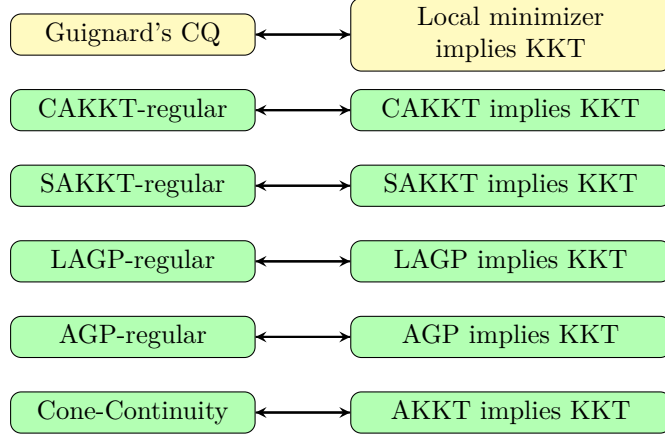 Guignard's CQ
Local minimizer
implies KKT
CAKKT-regular
CAKKT implies KKT
SAKKT-regular
SAKKT implies KKT
LAGP-regular
LAGP implies KKT
AGP-regular
AGP implies KKT
Cone-Continuity
AKKT implies KKT